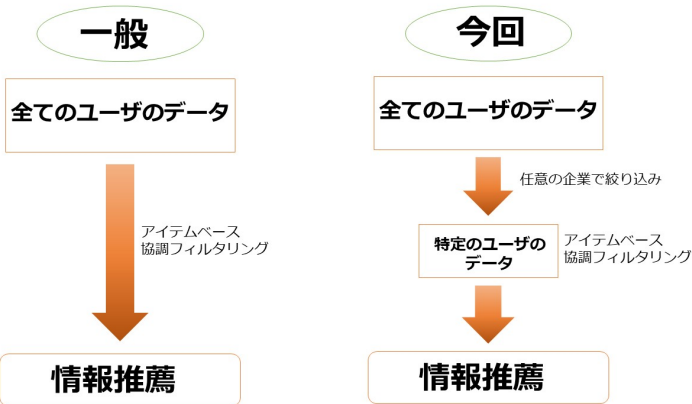 一般
全てのユーザのデータ
アイテムベース
協調フィルタリング
情報推薦
今回
全てのユーザのデータ
任意の企業で絞り込み
特定のユーザの
データ
アイテムベース
協調フィルタリング
情報推薦